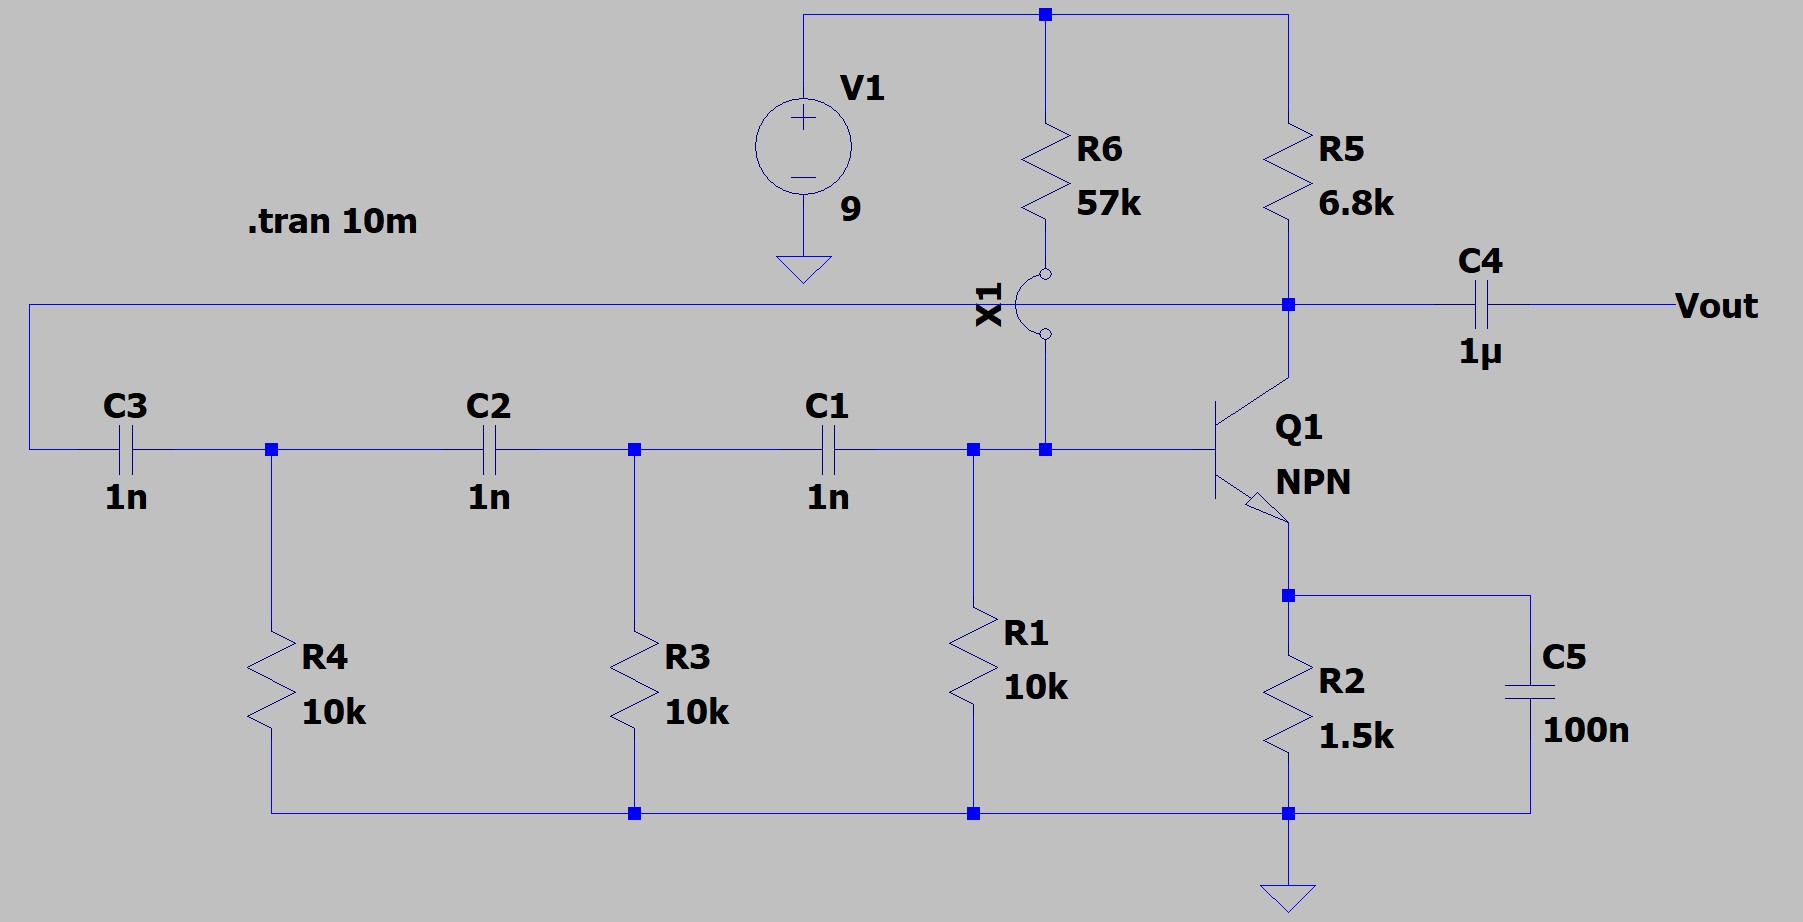 V1
R6
R5
57k
6.8k
9
.tran 10m
C4
X1
Vout
1µ
C3
C2
C1
Q1
NPN
1n
1n
1n
R1
R4
R3
10k
R2
C5
10k
10k
1.5k
100n